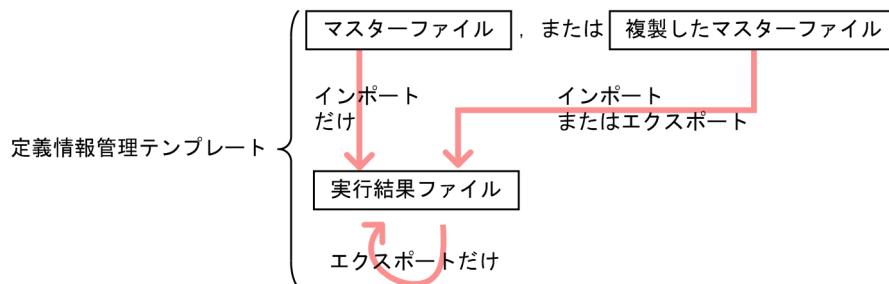 マスターファイル ，または 複製したマスターファイル
インポート
だけ
インポート
またはエクスポート
定義情報管理テンプレート
実行結果ファイル
エクスポートだけ